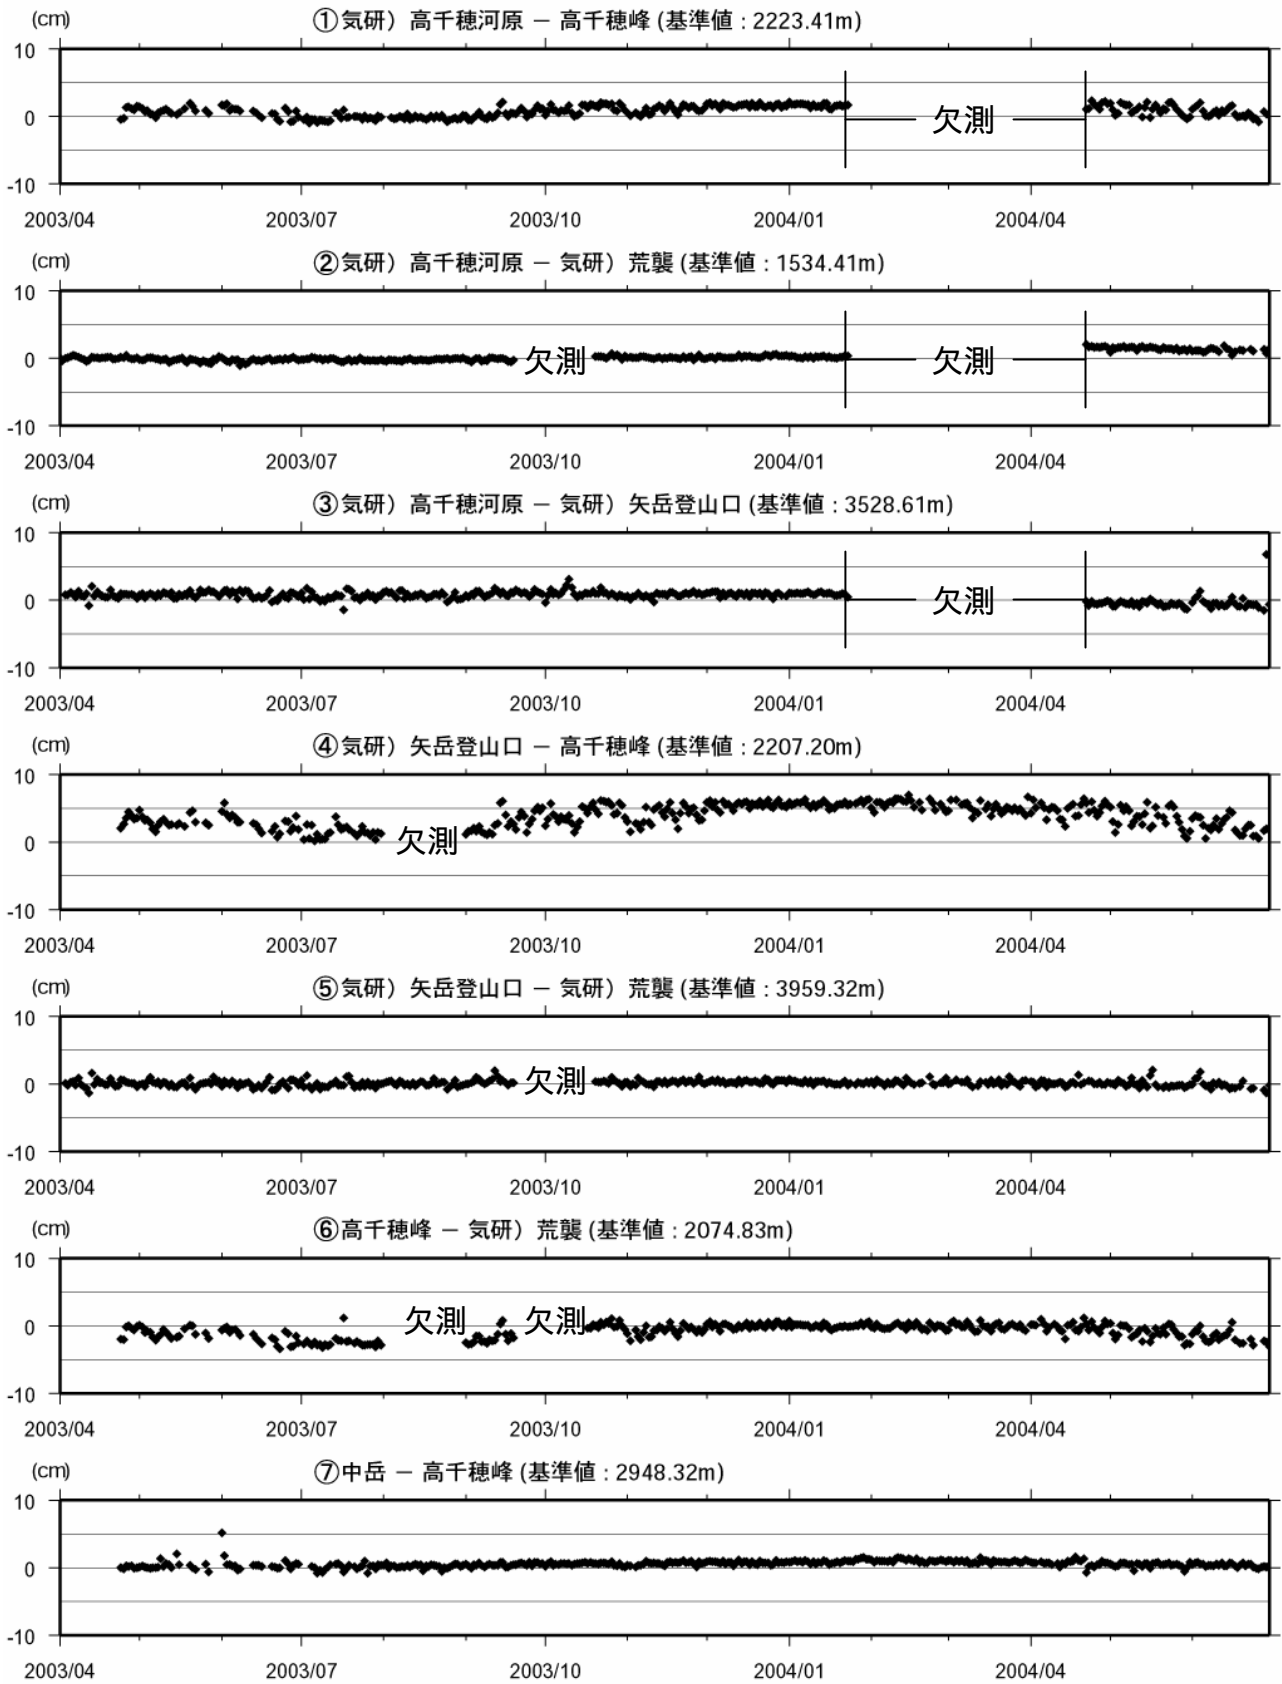 (cm) ①気研）高千穂河原 － 高千穂峰 (基準値 : 2223.41m)
10
0 欠測
-10
2003/04 2003/07 2003/10 2004/01 2004/04
(cm) ②気研）高千穂河原 － 気研）荒襲 (基準値 : 1534.41m)
10
0 欠測 欠測
-10
2003/04 2003/07 2003/10 2004/01 2004/04
(cm) ③気研）高千穂河原 － 気研）矢岳登山口 (基準値 : 3528.61m)
10
0 欠測
-10
2003/04 2003/07 2003/10 2004/01 2004/04
(cm) ④気研）矢岳登山口 － 高千穂峰 (基準値 : 2207.20m)
10
0 欠測
-10
2003/04 2003/07 2003/10 2004/01 2004/04
(cm) ⑤気研）矢岳登山口 － 気研）荒襲 (基準値 : 3959.32m)
10
0 欠測
-10
2003/04 2003/07 2003/10 2004/01 2004/04
(cm) ⑥高千穂峰 － 気研）荒襲 (基準値 : 2074.83m)
10
0 欠測 欠測
-10
2003/04 2003/07 2003/10 2004/01 2004/04
(cm) ⑦中岳 － 高千穂峰 (基準値 : 2948.32m)
10
0
-10
2003/04 2003/07 2003/10 2004/01 2004/04